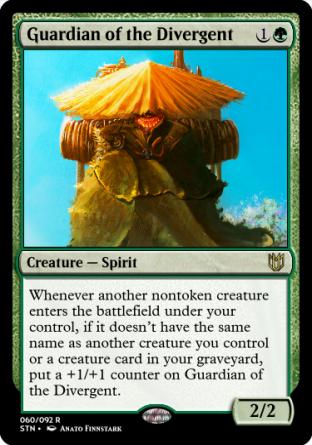 Guardian of the Divergent 1
Creature — Spirit
Whenever another nontoken creature
enters the battlefield under your
control, if it doesn't have the same
name as another creature you control
or a creature card in your graveyard,
put a +1/+1 counter on Guardian of
the Divergent.
2/2
060/092 R
STN • Anato Finnstark